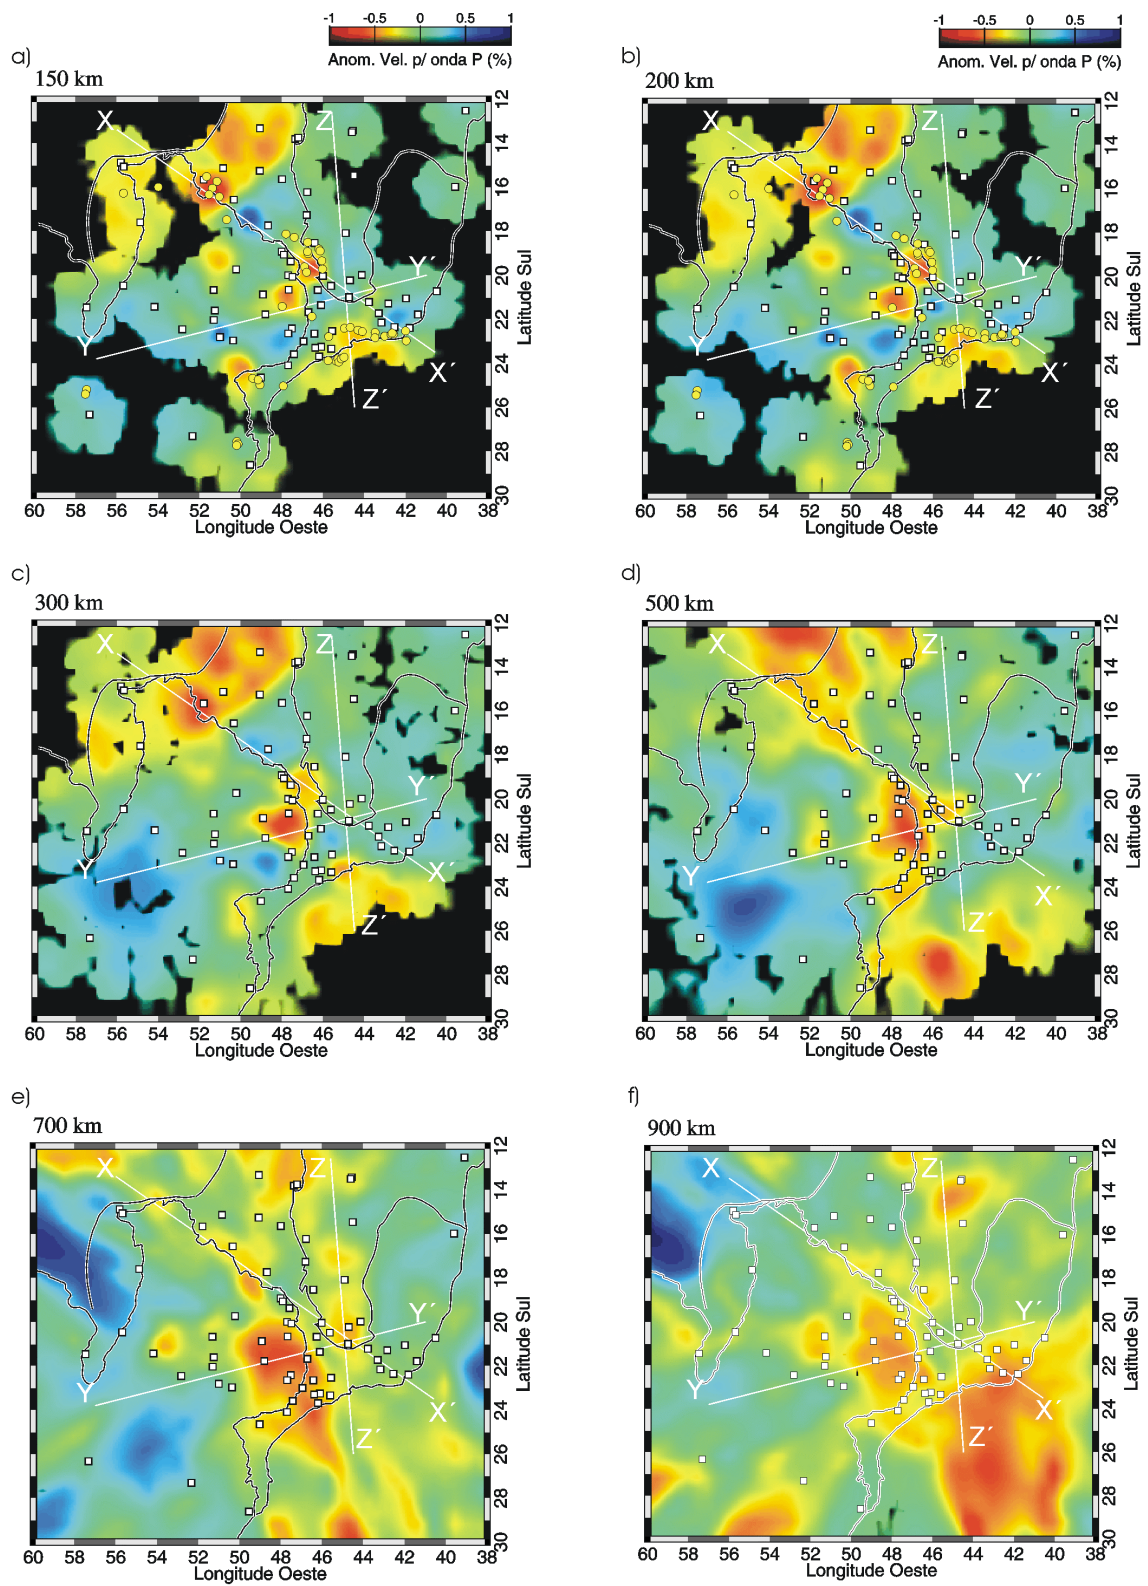 -1 -0.5 0 0.5 1
Anom. Vel. p/ onda P (%)
-1 -0.5 0 0.5 1
Anom. Vel. p/ onda P (%)
a)
150 km
X
Z
Y´
Y
X´
Z´
12 14 16 18 20 22 24 26 28 30
Latitude Sul
60 56 52 50 48 46 44 42 40 38
Longitude Oeste
b)
200 km
X
Z
Y´
Y
X´
Z´
12 14 16 18 20 22 24 26 28 30
Latitude Sul
60 56 52 50 48 46 44 42 40 38
Longitude Oeste
c)
300 km
X
Z
Y´
Y
X´
Z´
12 14 16 18 20 22 24 26 28 30
Latitude Sul
60 56 52 50 48 46 44 42 40 38
Longitude Oeste
d)
500 km
X
Z
Y´
Y
X´
Z´
12 14 16 18 20 22 24 26 28 30
Latitude Sul
60 58 54 52 50 48 46 44 42 40 38
Longitude Oeste
e)
700 km
X
Z
Y´
Y
X´
Z´
12 14 16 18 20 22 24 26 28 30
Latitude Sul
60 58 56 54 52 50 48 46 44 42 40 38
Longitude Oeste
f)
900 km
X
Z
Y´
Y
X´
Z´
12 14 16 18 20 22 24 26 28 30
Latitude Sul
60 58 56 54 52 50 48 46 44 42 40 38
Longitude Oeste